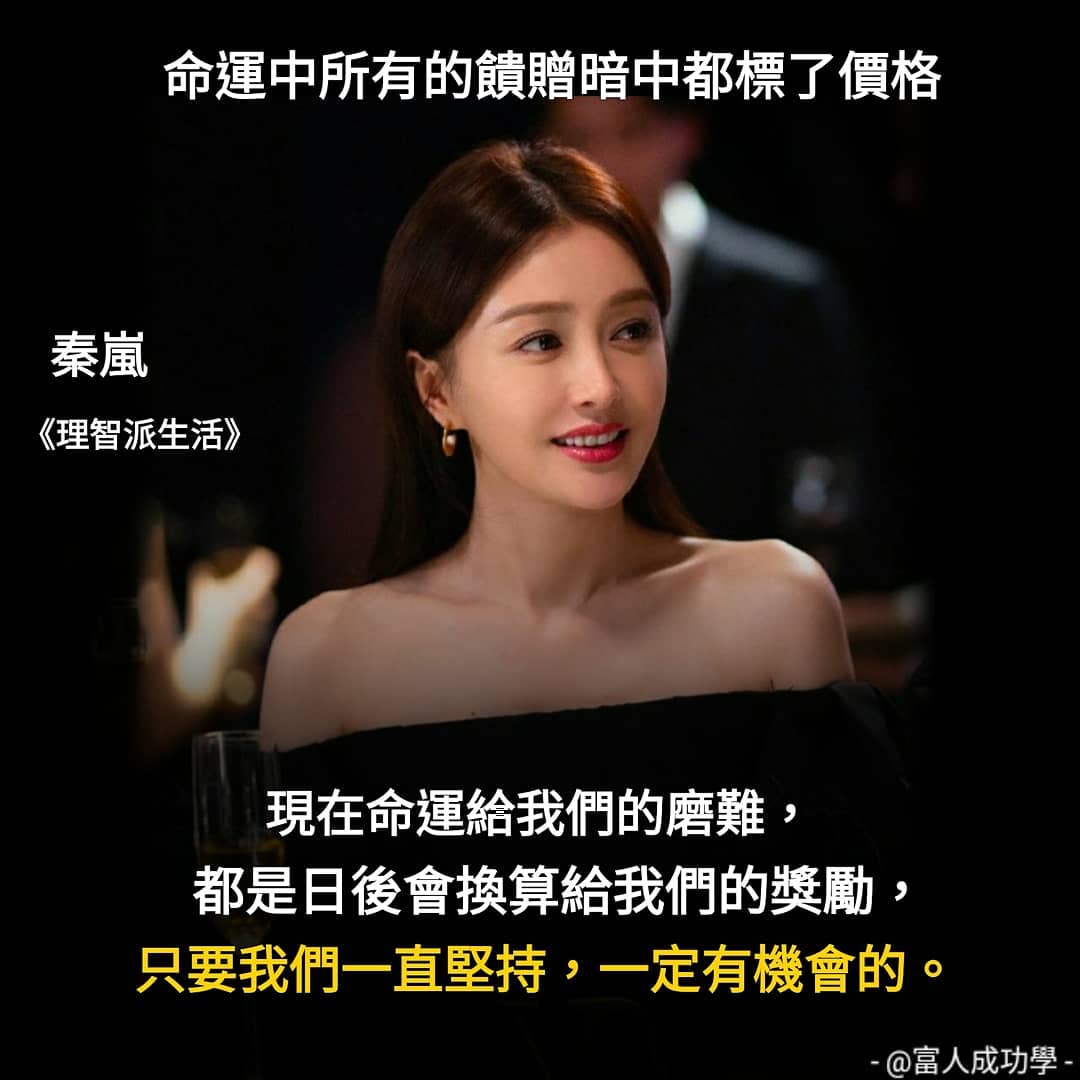 命運中所有的饋贈暗中都標了價格
秦嵐
《理智派生活》
現在命運給我們的磨難，
都是日後會換算給我們的獎勵，
只要我們一直堅持，一定有機會的。
- @富人成功學 -